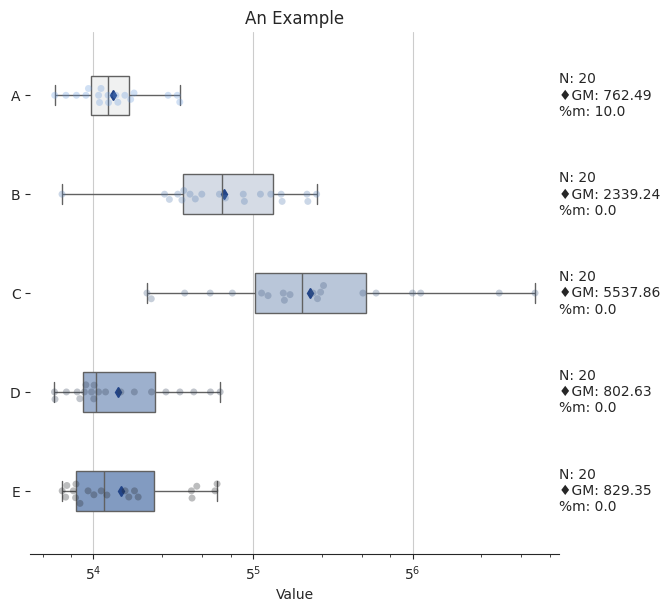 An Example
A
N: 20
♦GM: 762.49
%m: 10.0
B
N: 20
♦GM: 2339.24
%m: 0.0
C
N: 20
♦GM: 5537.86
%m: 0.0
D
N: 20
♦GM: 802.63
%m: 0.0
E
N: 20
♦GM: 829.35
%m: 0.0
5⁴ 5⁵ 5⁶
Value